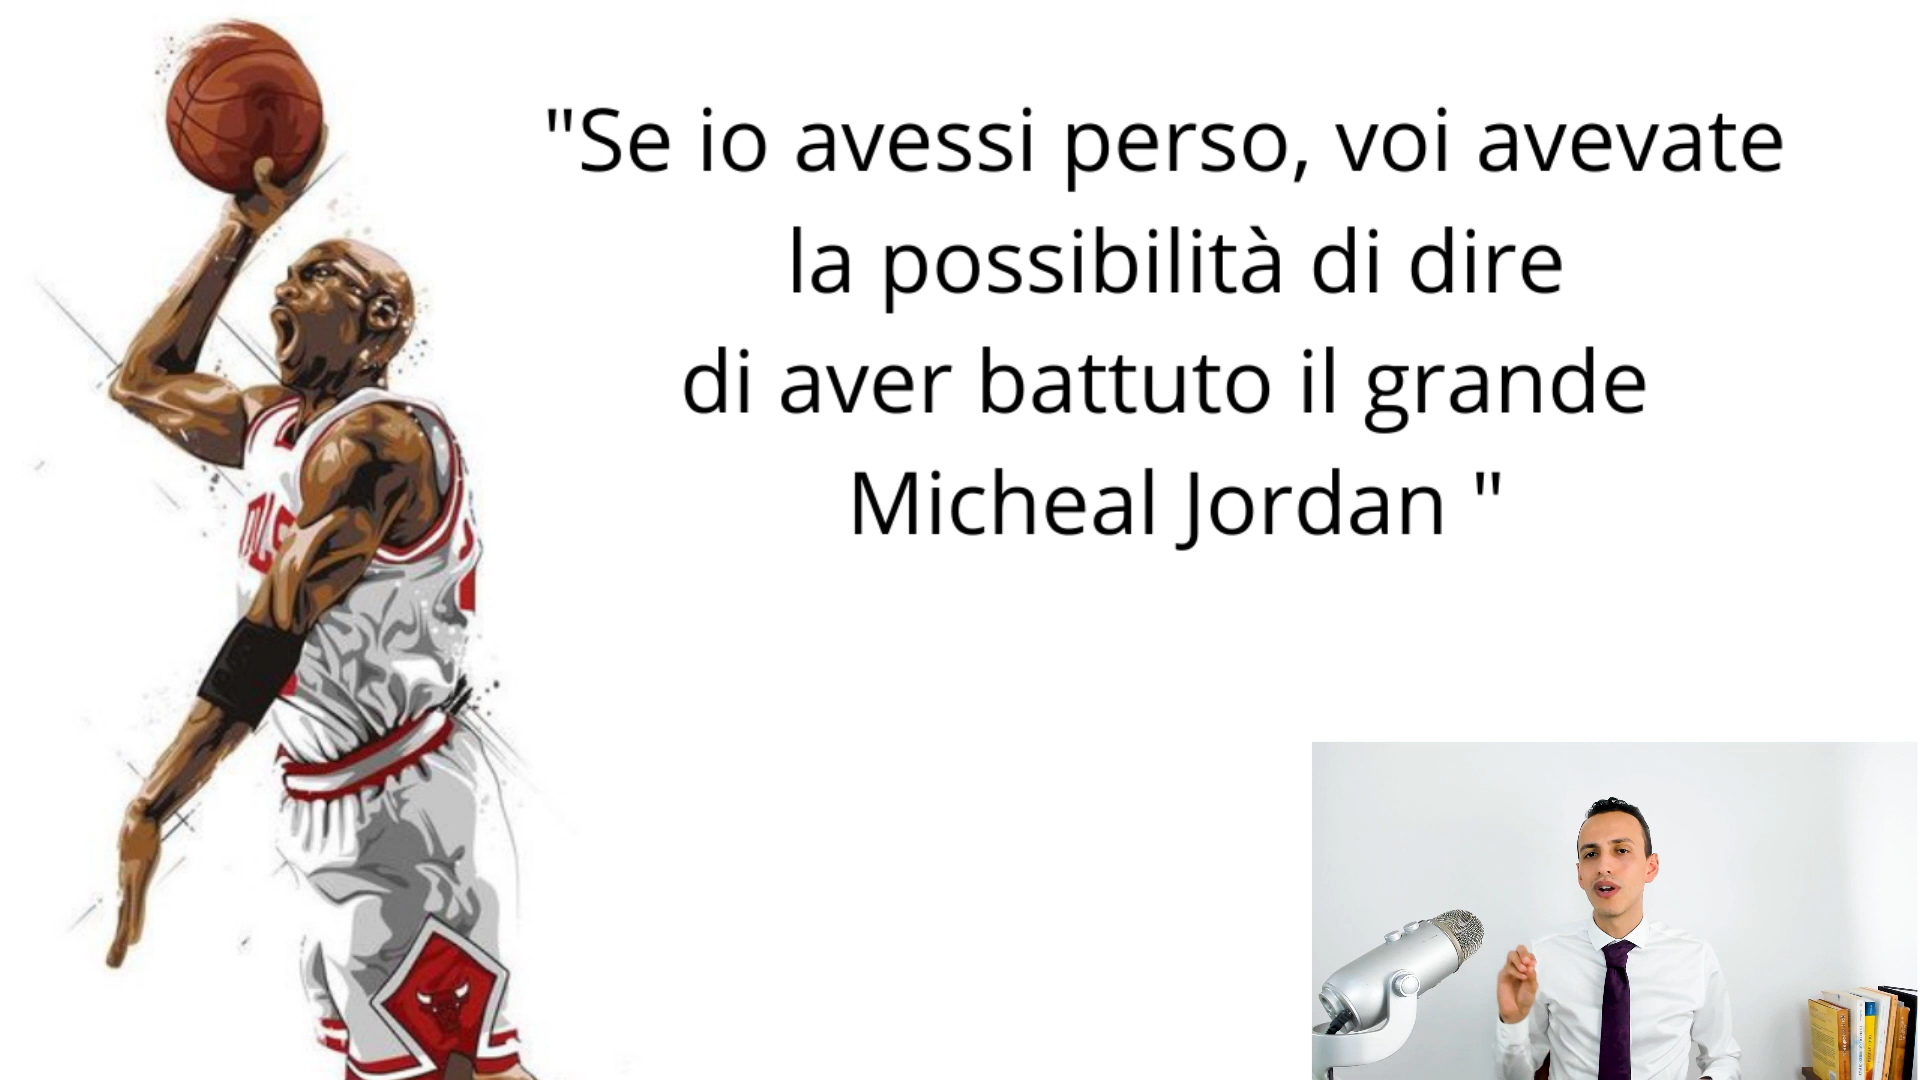 "Se io avessi perso, voi avevate
la possibilità di dire
di aver battuto il grande
Micheal Jordan "